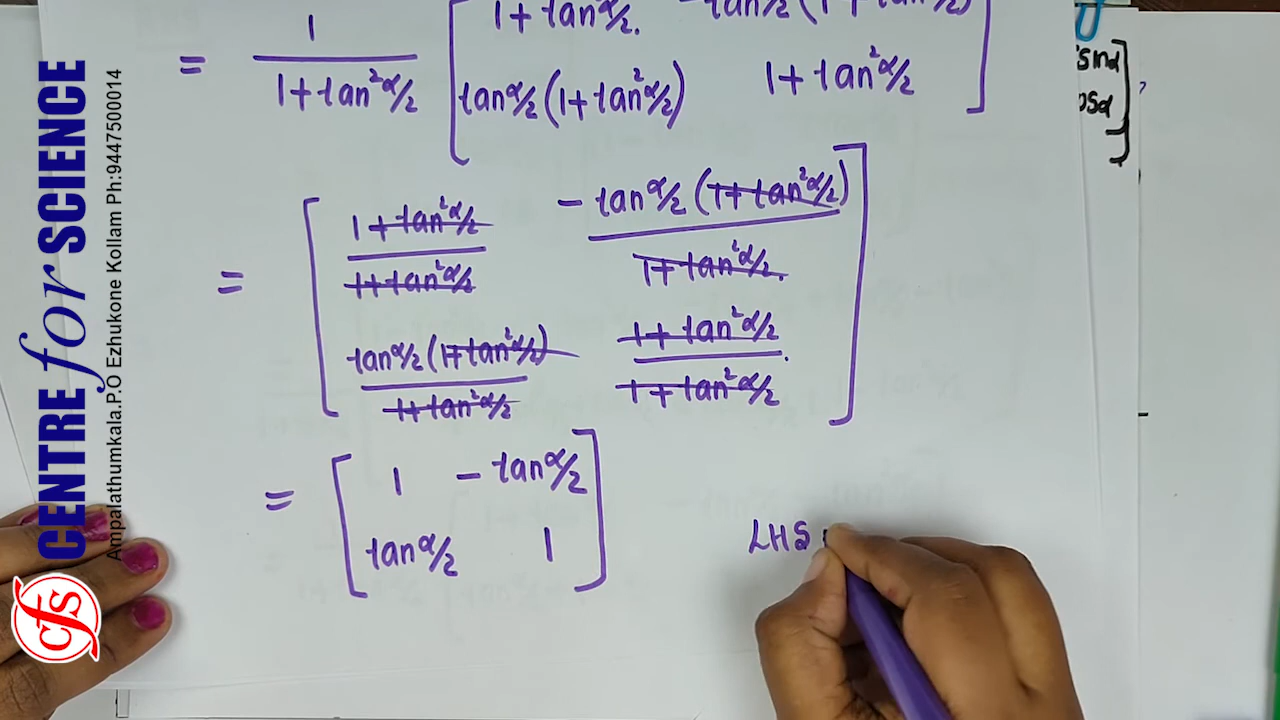 1 + tan α/2. - tan α/2 (1 + tan²α/2)
= 1 / (1 + tan²α/2) [ tan α/2 (1 + tan²α/2) 1 + tan²α/2 ]
= [ (1 + tan²α/2) / (1 + tan²α/2) - tan α/2 (1 + tan²α/2) / (1 + tan²α/2).
tan α/2 (1 + tan²α/2) / (1 + tan²α/2) (1 + tan²α/2) / (1 + tan²α/2) ]
= [ 1 - tan α/2
tan α/2 1 ]
LHS
sinα
osα ]
CENTRE for SCIENCE
Ampalathumkala.P.O Ezhukone Kollam Ph:9447500014
cfs